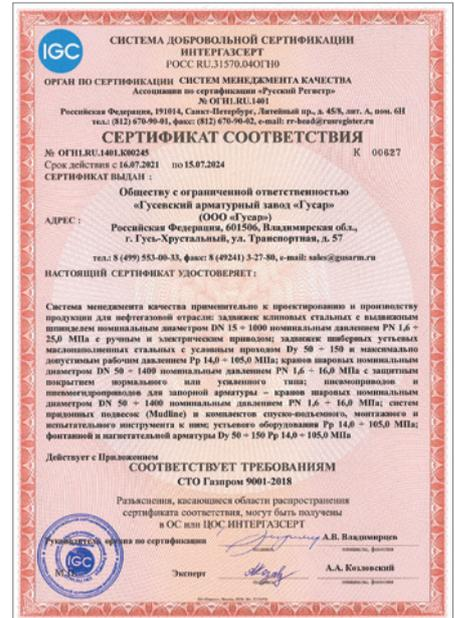 IGC
СИСТЕМА ДОБРОВОЛЬНОЙ СЕРТИФИКАЦИИ
ИНТЕРГАЗСЕРТ
РОСС RU.31570.04ОГН0
ОРГАН ПО СЕРТИФИКАЦИИ СИСТЕМ МЕНЕДЖМЕНТА КАЧЕСТВА
Ассоциации по сертификации «Русский Регистр»
№ ОГН1.RU.1401
Российская Федерация, 191014, Санкт-Петербург, Литейный пр., д. 45/8, лит. А, пом. 6Н
тел.: (812) 670-90-01, факс: (812) 670-90-02, e-mail: rr-head@rusregister.ru
СЕРТИФИКАТ СООТВЕТСТВИЯ
№ ОГН1.RU.1401.К00245 К 00627
Срок действия с 16.07.2021 по 15.07.2024
СЕРТИФИКАТ ВЫДАН :
Обществу с ограниченной ответственностью
«Гусевский арматурный завод «Гусар»
(ООО «Гусар»)
АДРЕС :
Российская Федерация, 601506, Владимирская обл.,
г. Гусь-Хрустальный, ул. Транспортная, д. 57
тел.: 8 (499) 553-00-33, факс: 8 (49241) 3-27-80, e-mail: sales@gusarm.ru
НАСТОЯЩИЙ СЕРТИФИКАТ УДОСТОВЕРЯЕТ :
Система менеджмента качества применительно к проектированию и производству
продукции для нефтегазовой отрасли: задвижек клиновых стальных с выдвижным
шпинделем номинальным диаметром DN 15 ÷ 1000 номинальным давлением PN 1,6 ÷
25,0 МПа с ручным и электрическим приводом; задвижек шиберных устьевых
маслонаполненных стальных с условным проходом Dy 50 ÷ 150 и максимально
допустимым рабочим давлением Рр 14,0 ÷ 105,0 МПа; кранов шаровых номинальным
диаметром DN 50 ÷ 1400 номинальным давлением PN 1,6 ÷ 16,0 МПа с защитным
покрытием нормального или усиленного типа; пневмоприводов и
пневмогидроприводов для запорной арматуры – кранов шаровых номинальным
диаметром DN 50 ÷ 1400 номинальным давлением PN 1,6 ÷ 16,0 МПа; систем
придонных подвесок (Mudline) и комплектов спуско-подъемного, монтажного и
испытательного инструмента к ним; устьевого оборудования Рр 14,0 ÷ 105,0 МПа;
фонтанной и нагнетательной арматуры Dy 50 ÷ 150 Рр 14,0 ÷ 105,0 МПа
Действует с Приложением
СООТВЕТСТВУЕТ ТРЕБОВАНИЯМ
СТО Газпром 9001-2018
Разъяснения, касающиеся области распространения
сертификата соответствия, могут быть получены
в ОС или ЦОС ИНТЕРГАЗСЕРТ
Руководитель органа по сертификации А.В. Владимирцев
подпись инициалы, фамилия
IGC
М.П.
Эксперт А.А. Козловский
подпись инициалы, фамилия